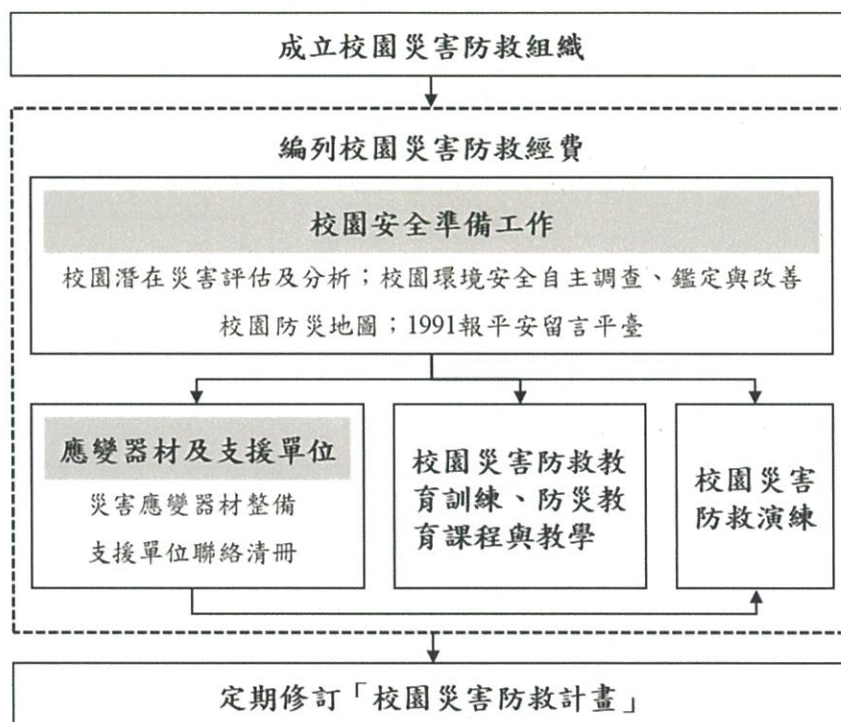 成立校園災害防救組織
編列校園災害防救經費
校園安全準備工作
校園潛在災害評估及分析；校園環境安全自主調查、鑑定與改善
校園防災地圖；1991報平安留言平臺
應變器材及支援單位
災害應變器材整備
支援單位聯絡清冊
校園災害防救教
育訓練、防災教
育課程與教學
校園災害
防救演練
定期修訂「校園災害防救計畫」